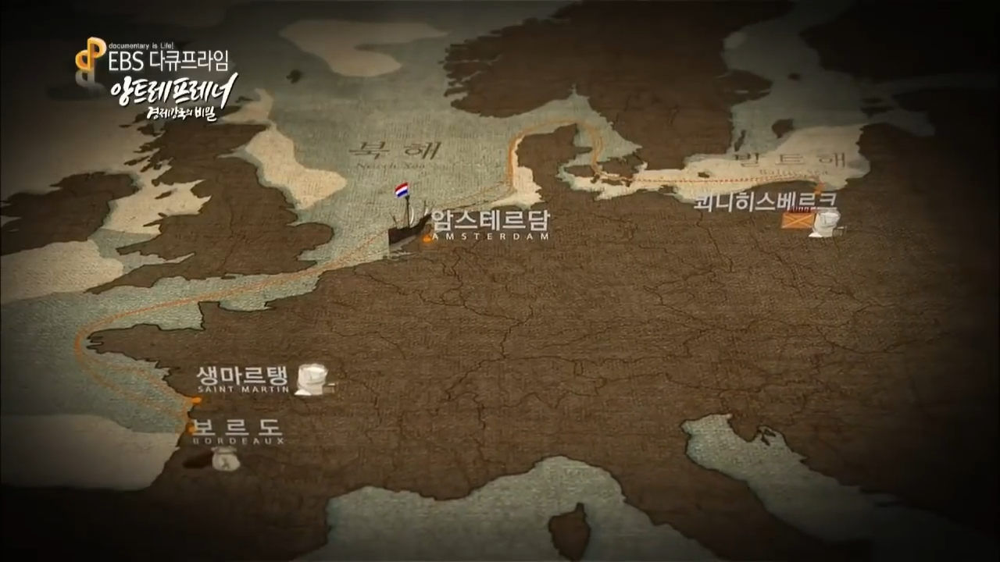 documentary is Life!
EBS 다큐프라임
앙트레프레너
경제강국의 비밀
북해
North Sea
발트해
Baltic Sea
쾨니히스베르크
암스테르담
AMSTERDAM
생마르탱
SAINT MARTIN
보르도
BORDEAUX